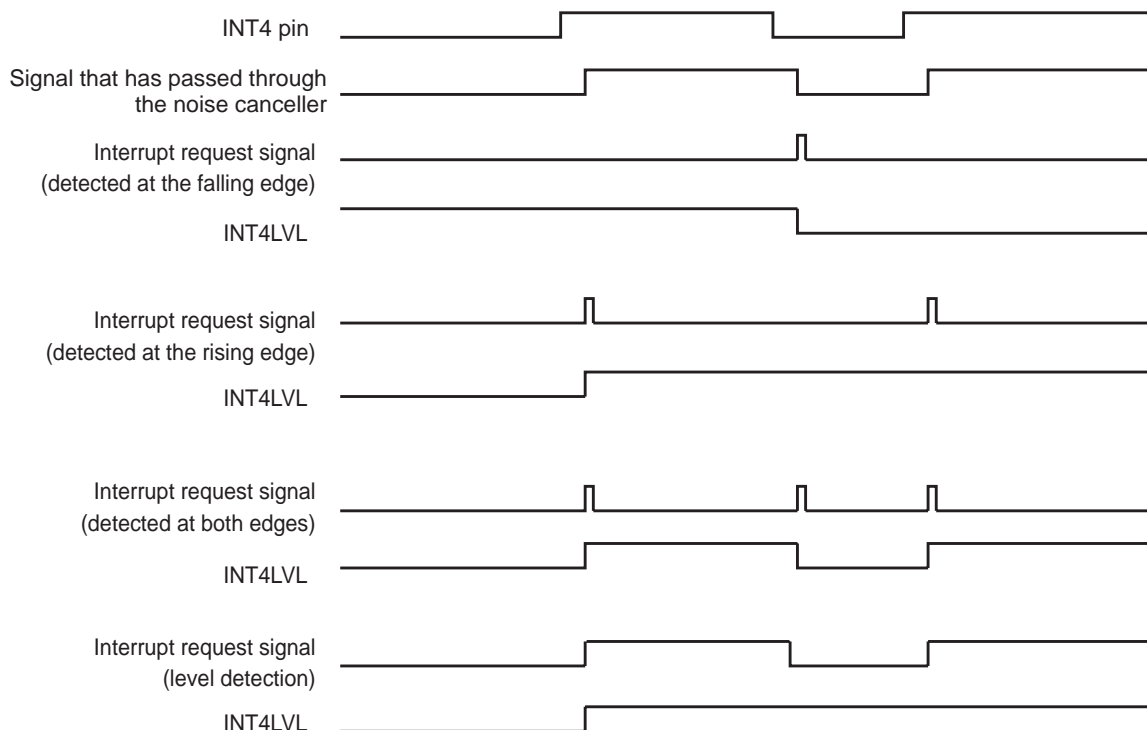 INT4 pin
Signal that has passed through
the noise canceller
Interrupt request signal
(detected at the falling edge)
INT4LVL
Interrupt request signal
(detected at the rising edge)
INT4LVL
Interrupt request signal
(detected at both edges)
INT4LVL
Interrupt request signal
(level detection)
INT4LVL